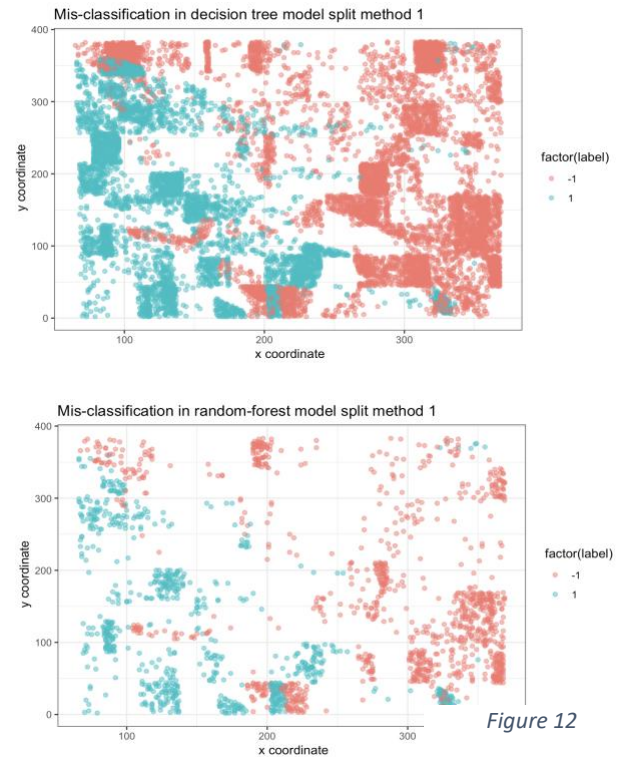 Mis-classification in decision tree model split method 1
400
300
200
100
0
y coordinate
100
200
300
x coordinate
factor(label)
-1
1
Mis-classification in random-forest model split method 1
400
300
200
100
0
y coordinate
100
200
300
x coordinate
factor(label)
-1
1
Figure 12